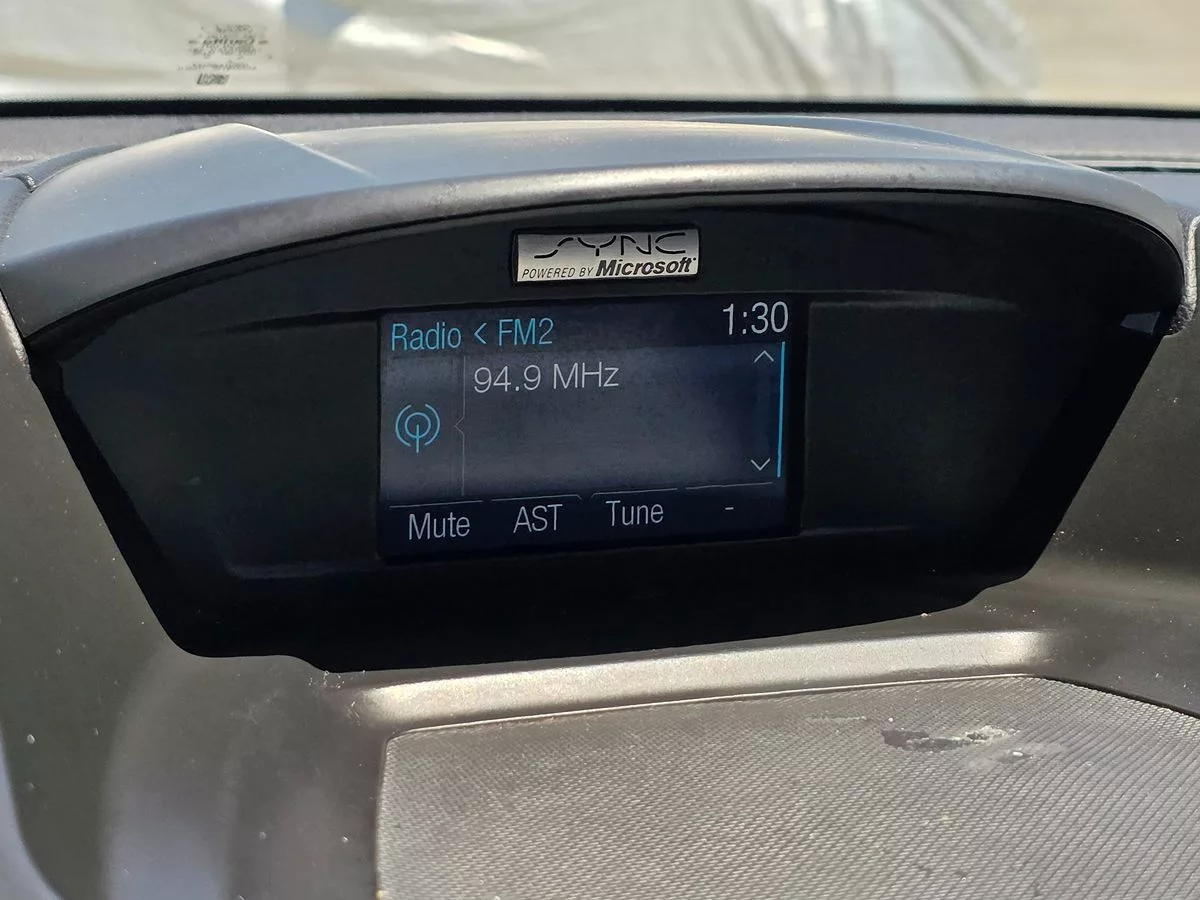 SYNC
POWERED BY Microsoft
Radio < FM2
1:30
94.9 MHz
Mute AST Tune -